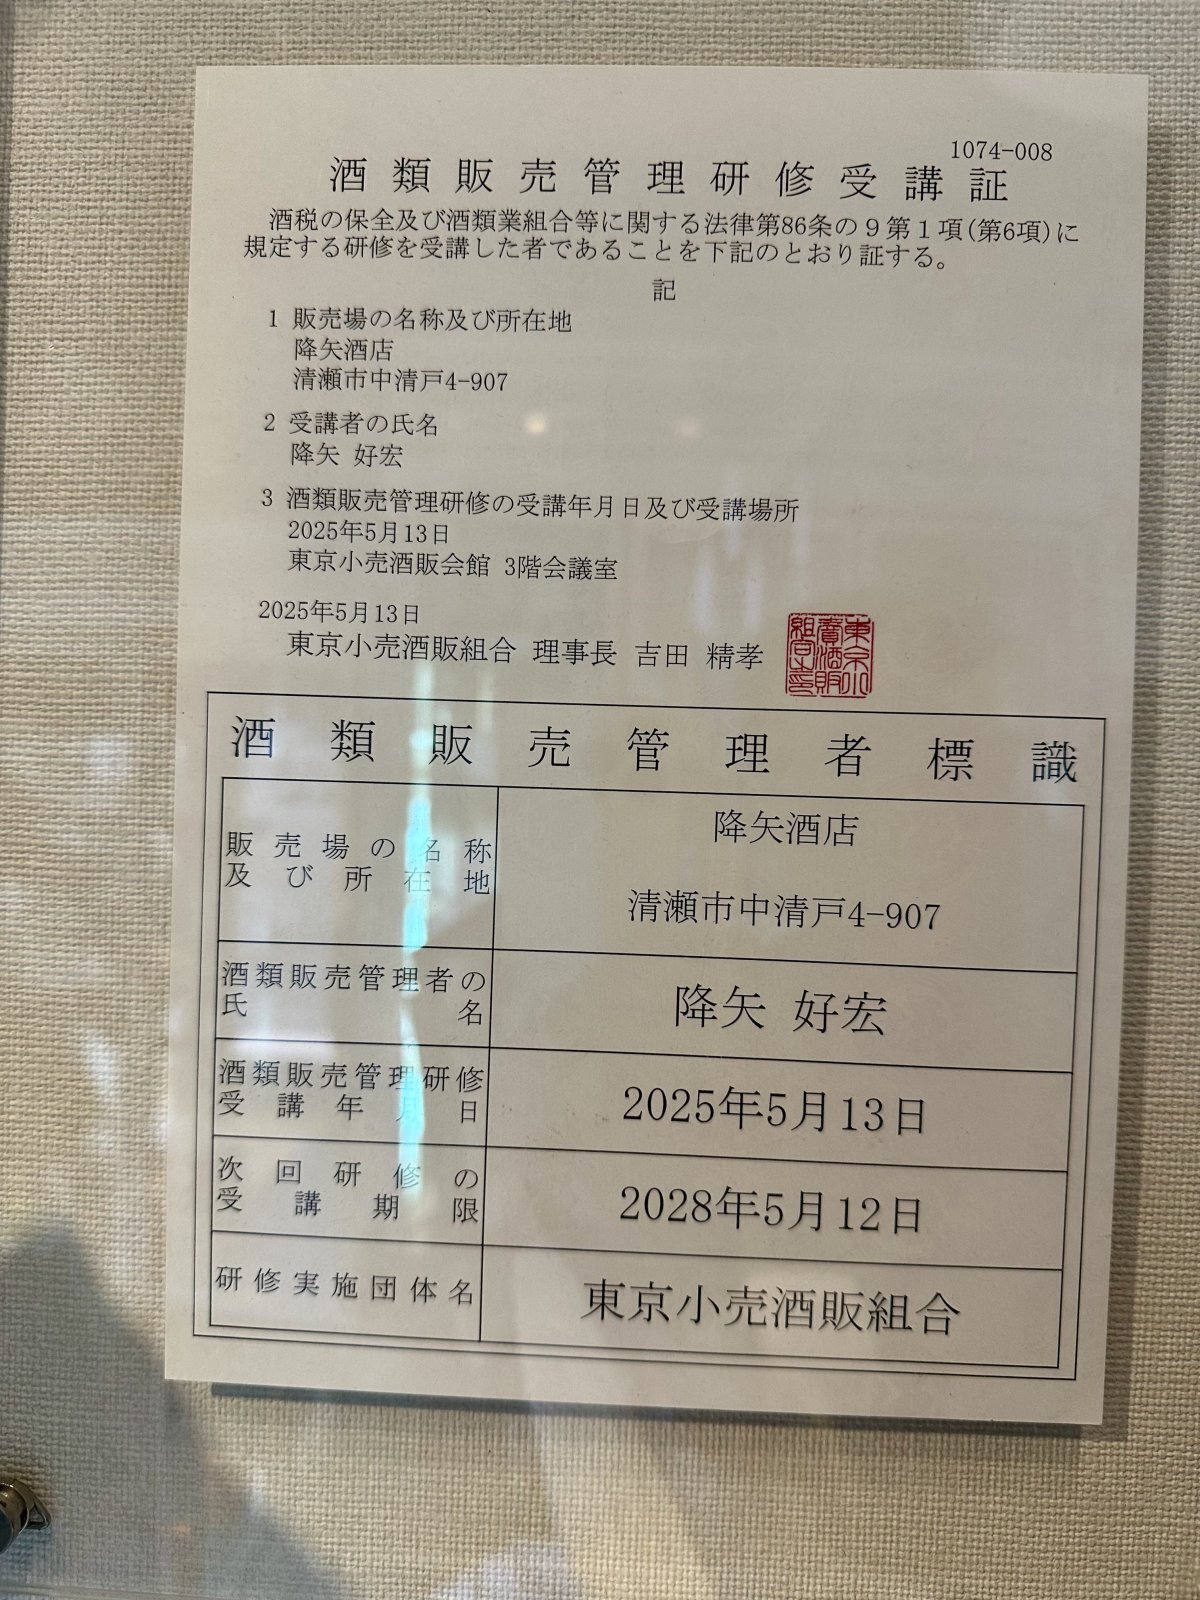 1074-008
酒類販売管理研修受講証
酒税の保全及び酒類業組合等に関する法律第86条の9第1項(第6項)に
規定する研修を受講した者であることを下記のとおり証する。
記
1 販売場の名称及び所在地
降矢酒店
清瀬市中清戸4-907
2 受講者の氏名
降矢 好宏
3 酒類販売管理研修の受講年月日及び受講場所
2025年5月13日
東京小売酒販会館 3階会議室
2025年5月13日
東京小売酒販組合 理事長 吉田 精孝
酒類販売管理者標識
販売場の名称
及び所在地
降矢酒店
清瀬市中清戸4-907
酒類販売管理者の
氏名
降矢 好宏
酒類販売管理研修
受講年月日
2025年5月13日
次回研修の
受講期限
2028年5月12日
研修実施団体名
東京小売酒販組合